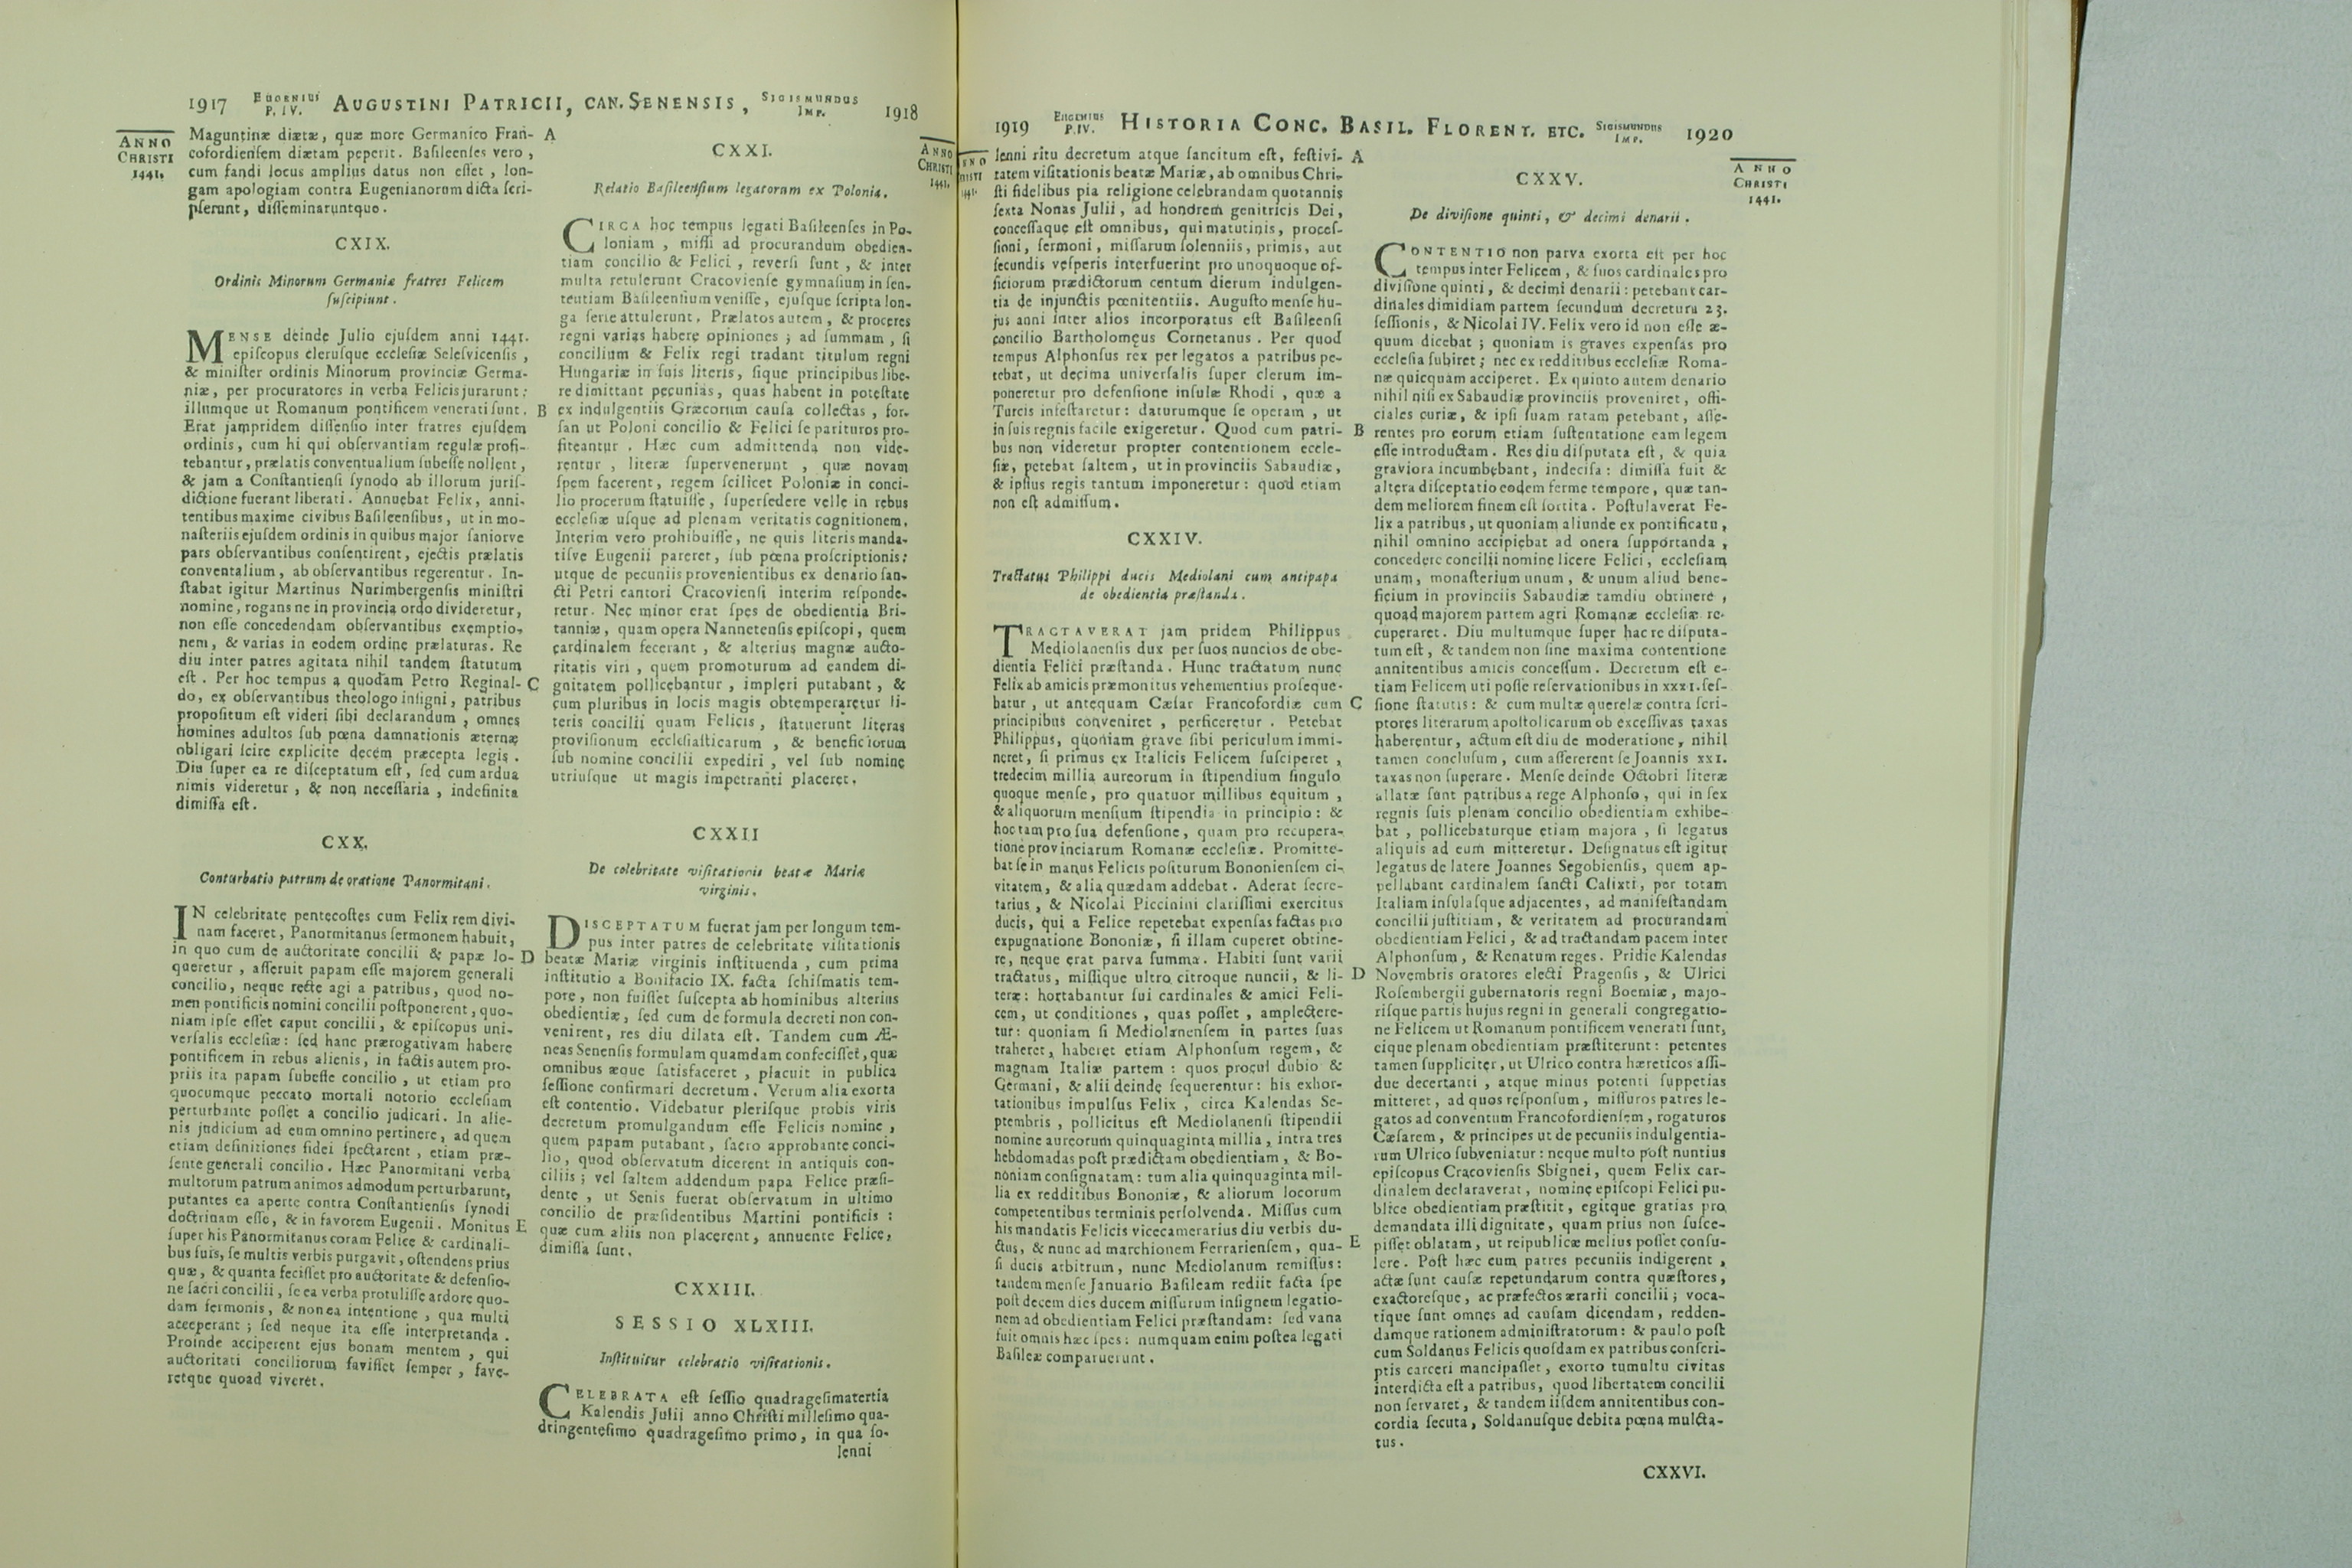 1917 EUGENIUS P. IV. AUGUSTINI PATRICII, CAN. SENENSIS, SIGISMUNDUS IMP. 1918
ANNO
CHRISTI
1441.
Maguntinæ diætæ, quæ more Germanico Fran- A
cofordiensem diætam peperit. Basileenses vero,
cum fandi locus amplius datus non esset, lon-
gam apologiam contra Eugenianorum dicta scri-
pserunt, disseminaruntque.
CXIX.
Ordinis Minorum Germaniæ fratres Felicem
suscipiunt.
MENSE deinde Julio ejusdem anni 1441.
episcopus clerusque ecclesiæ Selesvicensis,
& minister ordinis Minorum provinciæ Germa-
niæ, per procuratores in verba Felicis jurarunt:
illumque ut Romanum pontificem venerati sunt. B
Erat jampridem dissensio inter fratres ejusdem
ordinis, cum hi qui observantiam regulæ profi-
tebantur, prælatis conventualium subesse nollent,
& jam a Constantiensi synodo ab illorum juris-
dictione fuerant liberati. Annuebat Felix, anni-
tentibus maxime civibus Basileensibus, ut in mo-
nasteriis ejusdem ordinis in quibus major saniorve
pars observantibus consentirent, ejectis prælatis
conventalium, ab observantibus regerentur. In-
stabat igitur Martinus Norimbergensis ministri
nomine, rogans ne in provincia ordo divideretur,
non esse concedendam observantibus exemptio-
nem, & varias in eodem ordine prælaturas. Re
diu inter patres agitata nihil tandem statutum
est. Per hoc tempus a quodam Petro Reginal- C
do, ex observantibus theologo insigni, patribus
propositum est videri sibi declarandum, omnes
homines adultos sub pœna damnationis æternæ
obligari scire explicite decem præcepta legis.
Diu super ea re disceptatum est, sed cum ardua
nimis videretur, & non necessaria, indefinita
dimissa est.
CXX.
Conturbatio patrum de oratione Panormitani.
IN celebritate pentecostes cum Felix rem divi-
nam faceret, Panormitanus sermonem habuit,
in quo cum de auctoritate concilii & papæ lo- D
queretur, asseruit papam esse majorem generali
concilio, neque recte agi a patribus, quod no-
men pontificis nomini concilii postponerent, quo-
niam ipse esset caput concilii, & episcopus uni-
versalis ecclesiæ: sed hanc prærogativam habere
pontificem in rebus alienis, in factis autem pro-
priis ita papam subesse concilio, ut etiam pro
quocumque peccato mortali notorio ecclesiam
perturbante posset a concilio judicari. In alie-
nis judicium ad eum omnino pertinere, ad quem
etiam definitiones fidei spectarent, etiam præ-
sente generali concilio. Hæc Panormitani verba
multorum patrum animos admodum perturbarunt,
putantes ea aperte contra Constantiensis synodi
doctrinam esse, & in favorem Eugenii. Monitus E
super his Panormitanus coram Felice & cardinali-
bus suis, se multis verbis purgavit, ostendens prius
quæ, & quanta fecisset pro auctoritate & defensio-
ne sacri concilii, se ea verba protulisse ardore quo-
dam sermonis, & non ea intentione, qua multi
acceperant; sed neque ita esse interpretanda.
Proinde acciperent ejus bonam mentem, qui
auctoritati conciliorum favisset semper, fave-
retque quoad viveret.
ANNO
CHRISTI
1441.
CXXI.
Relatio Basileensium legatorum ex Polonia.
CIRCA hoc tempus legati Basileenses in Po-
loniam, missi ad procurandum obedien-
tiam concilio & Felici, reversi sunt, & inter
multa retulerunt Cracoviense gymnasium in sen-
tentiam Basileensium venisse, ejusque scripta lon-
ga serie attulerunt. Prælatos autem, & proceres
regni varias habere opiniones; ad summam, si
concilium & Felix regi tradant titulum regni
Hungariæ in suis literis, sique principibus libe-
re dimittant pecunias, quas habent in potestate
ex indulgentiis Græcorum causa collectas, for-
san ut Poloni concilio & Felici se parituros pro-
fiteantur. Hæc cum admittenda non vide-
rentur, literæ supervenerunt, quæ novam
spem facerent, regem scilicet Poloniæ in conci-
lio procerum statuisse, supersedere velle in rebus
ecclesiæ usque ad plenam veritatis cognitionem.
Interim vero prohibuisse, ne quis literis manda-
tisve Eugenii pareret, sub pœna proscriptionis:
utque de pecuniis provenientibus ex denario san-
cti Petri cantori Cracoviensi interim responde-
retur. Nec minor erat spes de obedientia Bri-
tanniæ, quam opera Nannetensis episcopi, quem
cardinalem fecerant, & alterius magnæ aucto-
ritatis viri, quem promoturum ad eandem di-
gnitatem pollicebantur, impleri putabant, &
cum pluribus in locis magis obtemperaretur li-
teris concilii quam Felicis, statuerunt literas
provisionum ecclesiasticarum, & beneficiorum
sub nomine concilii expediri, vel sub nomine
utriusque ut magis impetranti placeret.
CXXII
De celebritate visitationis beatæ Mariæ
virginis.
DISCEPTATUM fuerat jam per longum tem-
pus inter patres de celebritate visitationis
beatæ Mariæ virginis instituenda, cum prima
institutio a Bonifacio IX. facta schismatis tem-
pore, non fuisset suscepta ab hominibus alterius
obedientiæ, sed cum de formula decreti non con-
venirent, res diu dilata est. Tandem cum Æ-
neas Senensis formulam quamdam confecisset, quæ
omnibus æque satisfaceret, placuit in publica
sessione confirmari decretum. Verum alia exorta
est contentio. Videbatur plerisque probis viris
decretum promulgandum esse Felicis nomine,
quem papam putabant, sacro approbante conci-
lio, quod observatum dicerent in antiquis con-
ciliis; vel saltem addendum papa Felice præsi-
dente, ut Senis fuerat observatum in ultimo
concilio de præsidentibus Martini pontificis:
quæ cum aliis non placerent, annuente Felice,
dimissa sunt.
CXXIII.
SESSIO XLXIII.
Instituitur celebratio visitationis.
CELEBRATA est sessio quadragesimatertia
Kalendis Julii anno Christi millesimo qua-
dringentesimo quadragesimo primo, in qua so-
lenni
1919 EUGENIUS P. IV. HISTORIA CONC. BASIL. FLORENT. ETC. SIGISMUNDUS IMP. 1920
lenni ritu decretum atque sancitum est, festivi- A
tatem visitationis beatæ Mariæ, ab omnibus Chri-
sti fidelibus pia religione celebrandam quotannis
sexta Nonas Julii, ad honorem genitricis Dei,
concessaque est omnibus, qui matutinis, proces-
sioni, sermoni, missarum solenniis, primis, aut
secundis vesperis interfuerint pro unoquoque of-
ficiorum prædictorum centum dierum indulgen-
tia de injunctis pœnitentiis. Augusto mense hu-
jus anni inter alios incorporatus est Basileensi
concilio Bartholomęus Cornetanus. Per quod
tempus Alphonsus rex per legatos a patribus pe-
tebat, ut decima universalis super clerum im-
poneretur pro defensione insulæ Rhodi, quæ a
Turcis infestaretur: daturumque se operam, ut
in suis regnis facile exigeretur. Quod cum patri- B
bus non videretur propter contentionem eccle-
siæ, petebat saltem, ut in provinciis Sabaudiæ,
& ipsius regis tantum imponeretur: quod etiam
non est admissum.
CXXIV.
Tractatus Philippi ducis Mediolani cum antipapa
de obedientia præstanda.
TRACTAVERAT jam pridem Philippus
Mediolanensis dux per suos nuncios de obe-
dientia Felici præstanda. Hunc tractatum nunc
Felix ab amicis præmonitus vehementius proseque-
batur, ut antequam Cæsar Francofordiæ cum C
principibus conveniret, perficeretur. Petebat
Philippus, quoniam grave sibi periculum immi-
neret, si primus ex Italicis Felicem susciperet,
tredecim millia aureorum in stipendium singulo
quoque mense, pro quatuor millibus equitum,
& aliquorum mensium stipendia in principio: &
hoc tam pro sua defensione, quam pro recupera-
tione provinciarum Romanæ ecclesiæ. Promitte-
bat se in manus Felicis positurum Bononiensem ci-
vitatem, & alia quædam addebat. Aderat secre-
tarius, & Nicolai Piccinini clarissimi exercitus
ducis, qui a Felice repetebat expensas factas pro
expugnatione Bononiæ, si illam cuperet obtine-
re, neque erat parva summa. Habiti sunt varii
tractatus, missique ultro citroque nuncii, & li- D
teræ: hortabantur sui cardinales & amici Feli-
cem, ut conditiones, quas posset, amplectere-
tur: quoniam si Mediolanensem in partes suas
traheret, haberet etiam Alphonsum regem, &
magnam Italiæ partem: quos procul dubio &
Germani, & alii deinde sequerentur: his exhor-
tationibus impulsus Felix, circa Kalendas Se-
ptembris, pollicitus est Mediolanensi stipendii
nomine aureorum quinquaginta millia, intra tres
hebdomadas post prædictam obedientiam, & Bo-
noniam consignatam: tum alia quinquaginta mil-
lia ex redditibus Bononiæ, & aliorum locorum
competentibus terminis persolvenda. Missus cum
his mandatis Felicis vicecamerarius diu verbis du-
ctus, & nunc ad marchionem Ferrariensem, qua- E
si ducis arbitrum, nunc Mediolanum remissus:
tandem mense Januario Basileam rediit facta spe
post decem dies ducem missurum insignem legatio-
nem ad obedientiam Felici præstandam: sed vana
fuit omnis hæc spes: numquam enim postea legati
Basileæ comparuerunt.
ANNO
CHRISTI
1441.
CXXV.
De divisione quinti, & decimi denarii.
CONTENTIO non parva exorta est per hoc
tempus inter Felicem, & suos cardinales pro
divisione quinti, & decimi denarii: petebant car-
dinales dimidiam partem secundum decretum 23.
sessionis, & Nicolai IV. Felix vero id non esse æ-
quum dicebat; quoniam is graves expensas pro
ecclesia subiret; nec ex redditibus ecclesiæ Roma-
næ quicquam acciperet. Ex quinto autem denario
nihil nisi ex Sabaudiæ provinciis proveniret, offi-
ciales curiæ, & ipsi suam ratam petebant, asse-
rentes pro eorum etiam sustentatione eam legem
esse introductam. Res diu disputata est, & quia
graviora incumbebant, indecisa: dimissa fuit &
altera disceptatio eodem ferme tempore, quæ tan-
dem meliorem finem est sortita. Postulaverat Fe-
lix a patribus, ut quoniam aliunde ex pontificatu,
nihil omnino accipiebat ad onera supportanda,
concedere concilii nomine licere Felici, ecclesiam
unam, monasterium unum, & unum aliud bene-
ficium in provinciis Sabaudiæ tamdiu obtinere,
quoad majorem partem agri Romanæ ecclesiæ re-
cuperaret. Diu multumque super hac re disputa-
tum est, & tandem non sine maxima contentione
annitentibus amicis concessum. Decretum est e-
tiam Felicem uti posse reservationibus in xxxi. ses-
sione statutis: & cum multæ querelæ contra scri-
ptores literarum apostolicarum ob excessivas taxas
haberentur, actum est diu de moderatione, nihil
tamen conclusum, cum assererent se Joannis XXI.
taxas non superare. Mense deinde Octobri literæ
allatæ sunt patribus a rege Alphonso, qui in sex
regnis suis plenam concilio obedientiam exhibe-
bat, pollicebaturque etiam majora, si legatus
aliquis ad eum mitteretur. Designatus est igitur
legatus de latere Joannes Segobiensis, quem ap-
pellabant cardinalem sancti Calixti, per totam
Italiam insulasque adjacentes, ad manifestandam
concilii justitiam, & veritatem ad procurandam
obedientiam Felici, & ad tractandam pacem inter
Alphonsum, & Renatum reges. Pridie Kalendas
Novembris oratores electi Pragensis, & Ulrici
Rosembergii gubernatoris regni Boemiæ, majo-
risque partis hujus regni in generali congregatio-
ne Felicem ut Romanum pontificem venerati sunt,
eique plenam obedientiam præstiterunt: petentes
tamen suppliciter, ut Ulrico contra hæreticos assi-
due decertanti, atque minus potenti suppetias
mitteret, ad quos responsum, missuros patres le-
gatos ad conventum Francofordiensem, rogaturos
Cæsarem, & principes ut de pecuniis indulgentia-
rum Ulrico subveniatur: neque multo post nuntius
episcopus Cracoviensis Sbignei, quem Felix car-
dinalem declaraverat, nomine episcopi Felici pu-
blice obedientiam præstitit, egitque gratias pro
demandata illi dignitate, quam prius non susce-
pisset oblatam, ut reipublicæ melius posset consu-
lere. Post hæc cum patres pecuniis indigerent,
actæ sunt causæ repetundarum contra quæstores,
exactoresque, ac præfectos ærarii concilii; voca-
tique sunt omnes ad causam dicendam, redden-
damque rationem administratorum: & paulo post
cum Soldanus Felicis quosdam ex patribus conscri-
ptis carceri mancipasset, exorto tumultu civitas
interdicta est a patribus, quod libertatem concilii
non servaret, & tandem iisdem annitentibus con-
cordia secuta, Soldanusque debita pœna mulcta-
tus.
CXXVI.